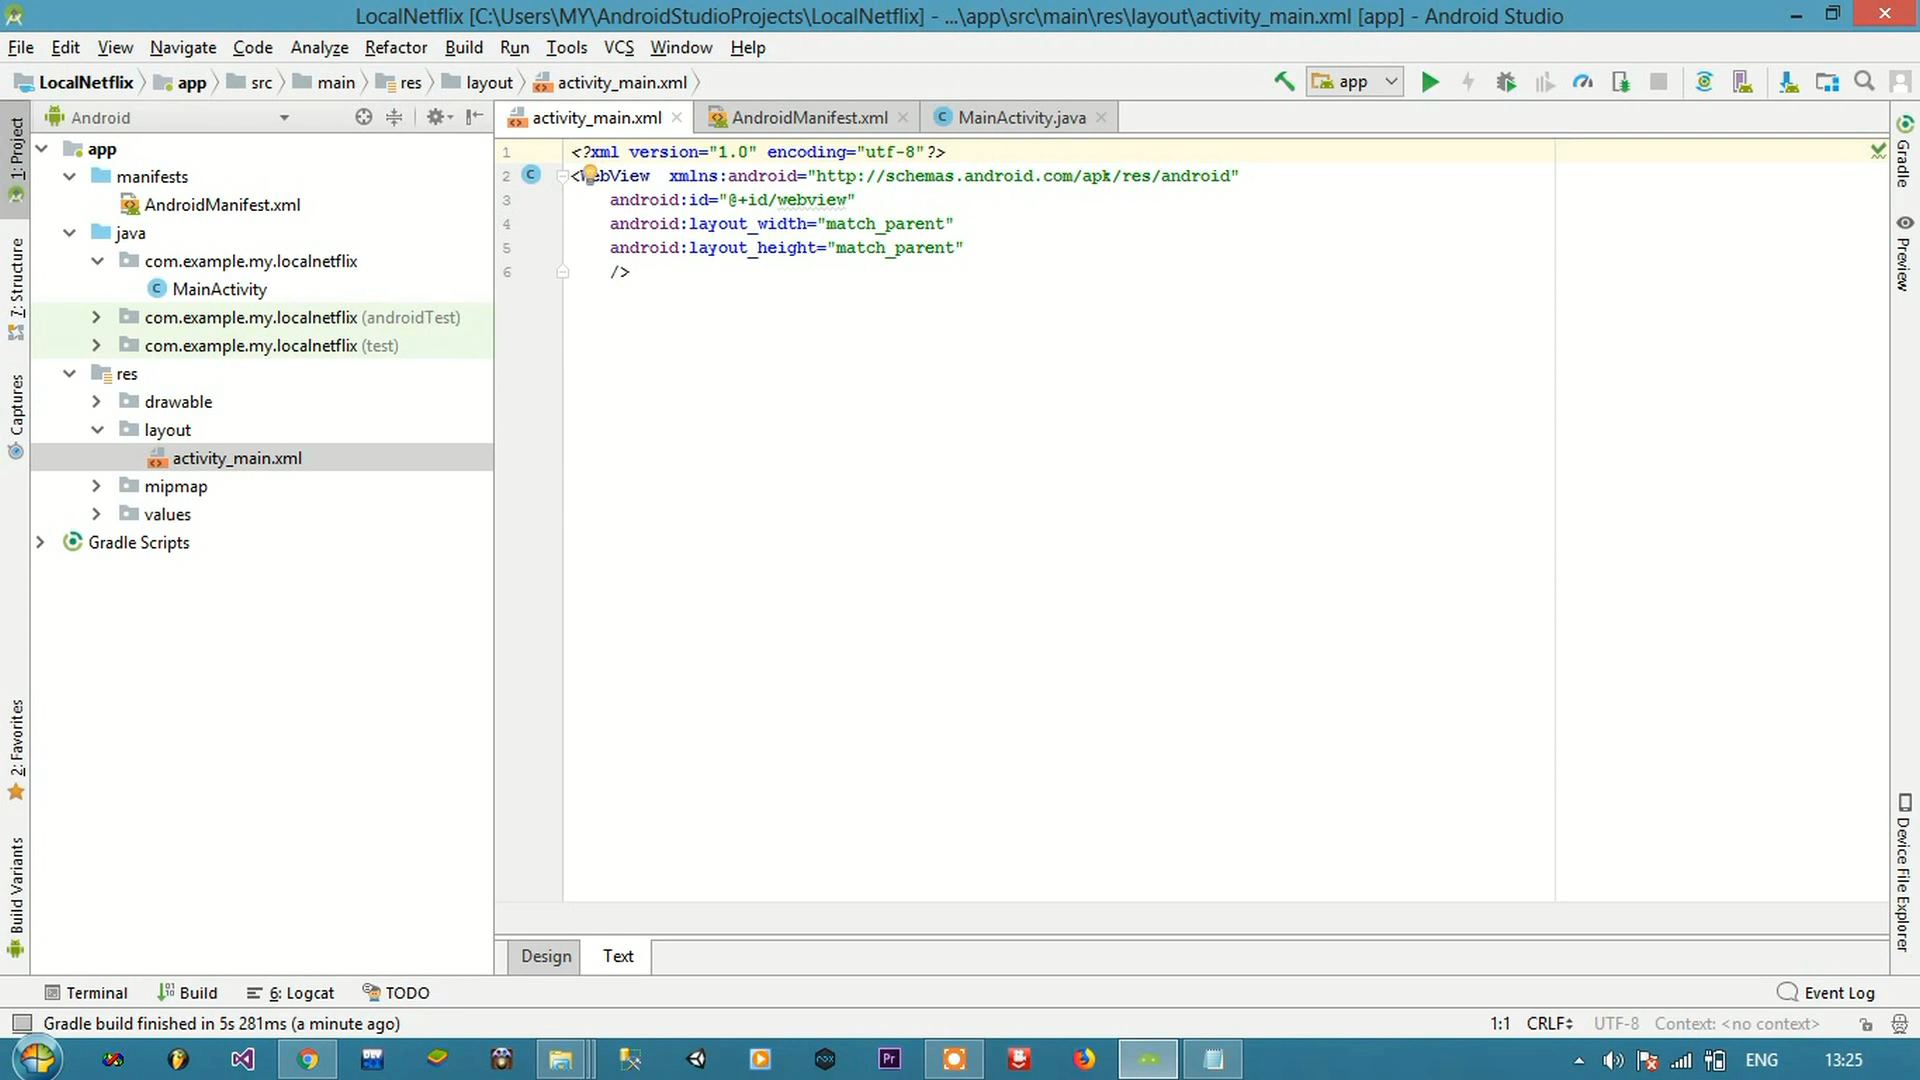 LocalNetflix [C:\Users\MY\AndroidStudioProjects\LocalNetflix] - ...\app\src\main\res\layout\activity_main.xml [app] - Android Studio
File Edit View Navigate Code Analyze Refactor Build Run Tools VCS Window Help
LocalNetflix app src main res layout activity_main.xml
app
Android
activity_main.xml AndroidManifest.xml MainActivity.java
1: Project
7: Structure
Captures
2: Favorites
Build Variants
app
manifests
AndroidManifest.xml
java
com.example.my.localnetflix
MainActivity
com.example.my.localnetflix (androidTest)
com.example.my.localnetflix (test)
res
drawable
layout
activity_main.xml
mipmap
values
Gradle Scripts
1 <?xml version="1.0" encoding="utf-8"?>
2 <WebView xmlns:android="http://schemas.android.com/apk/res/android"
3 android:id="@+id/webview"
4 android:layout_width="match_parent"
5 android:layout_height="match_parent"
6 />
Gradle
Preview
Device File Explorer
Design Text
Terminal Build 6: Logcat TODO Event Log
Gradle build finished in 5s 281ms (a minute ago) 1:1 CRLF UTF-8 Context: <no context>
Pr ENG 13:25